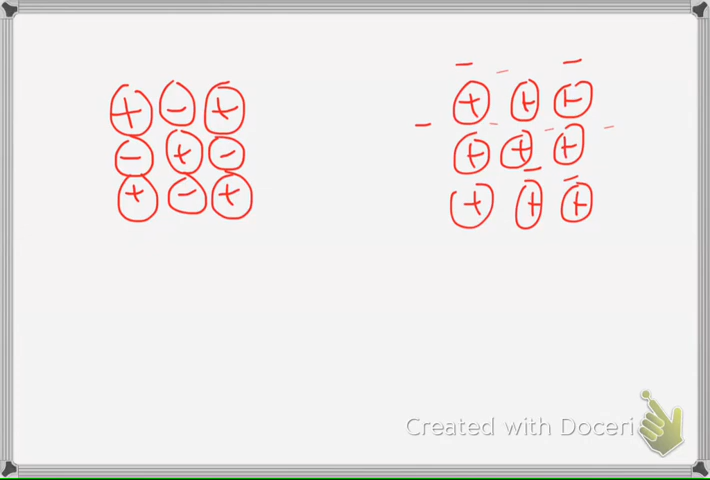 + - +
- + -
+ - +
- - -
+ + +
- - - -
+ + +
- -
+ + +
Created with Doceri